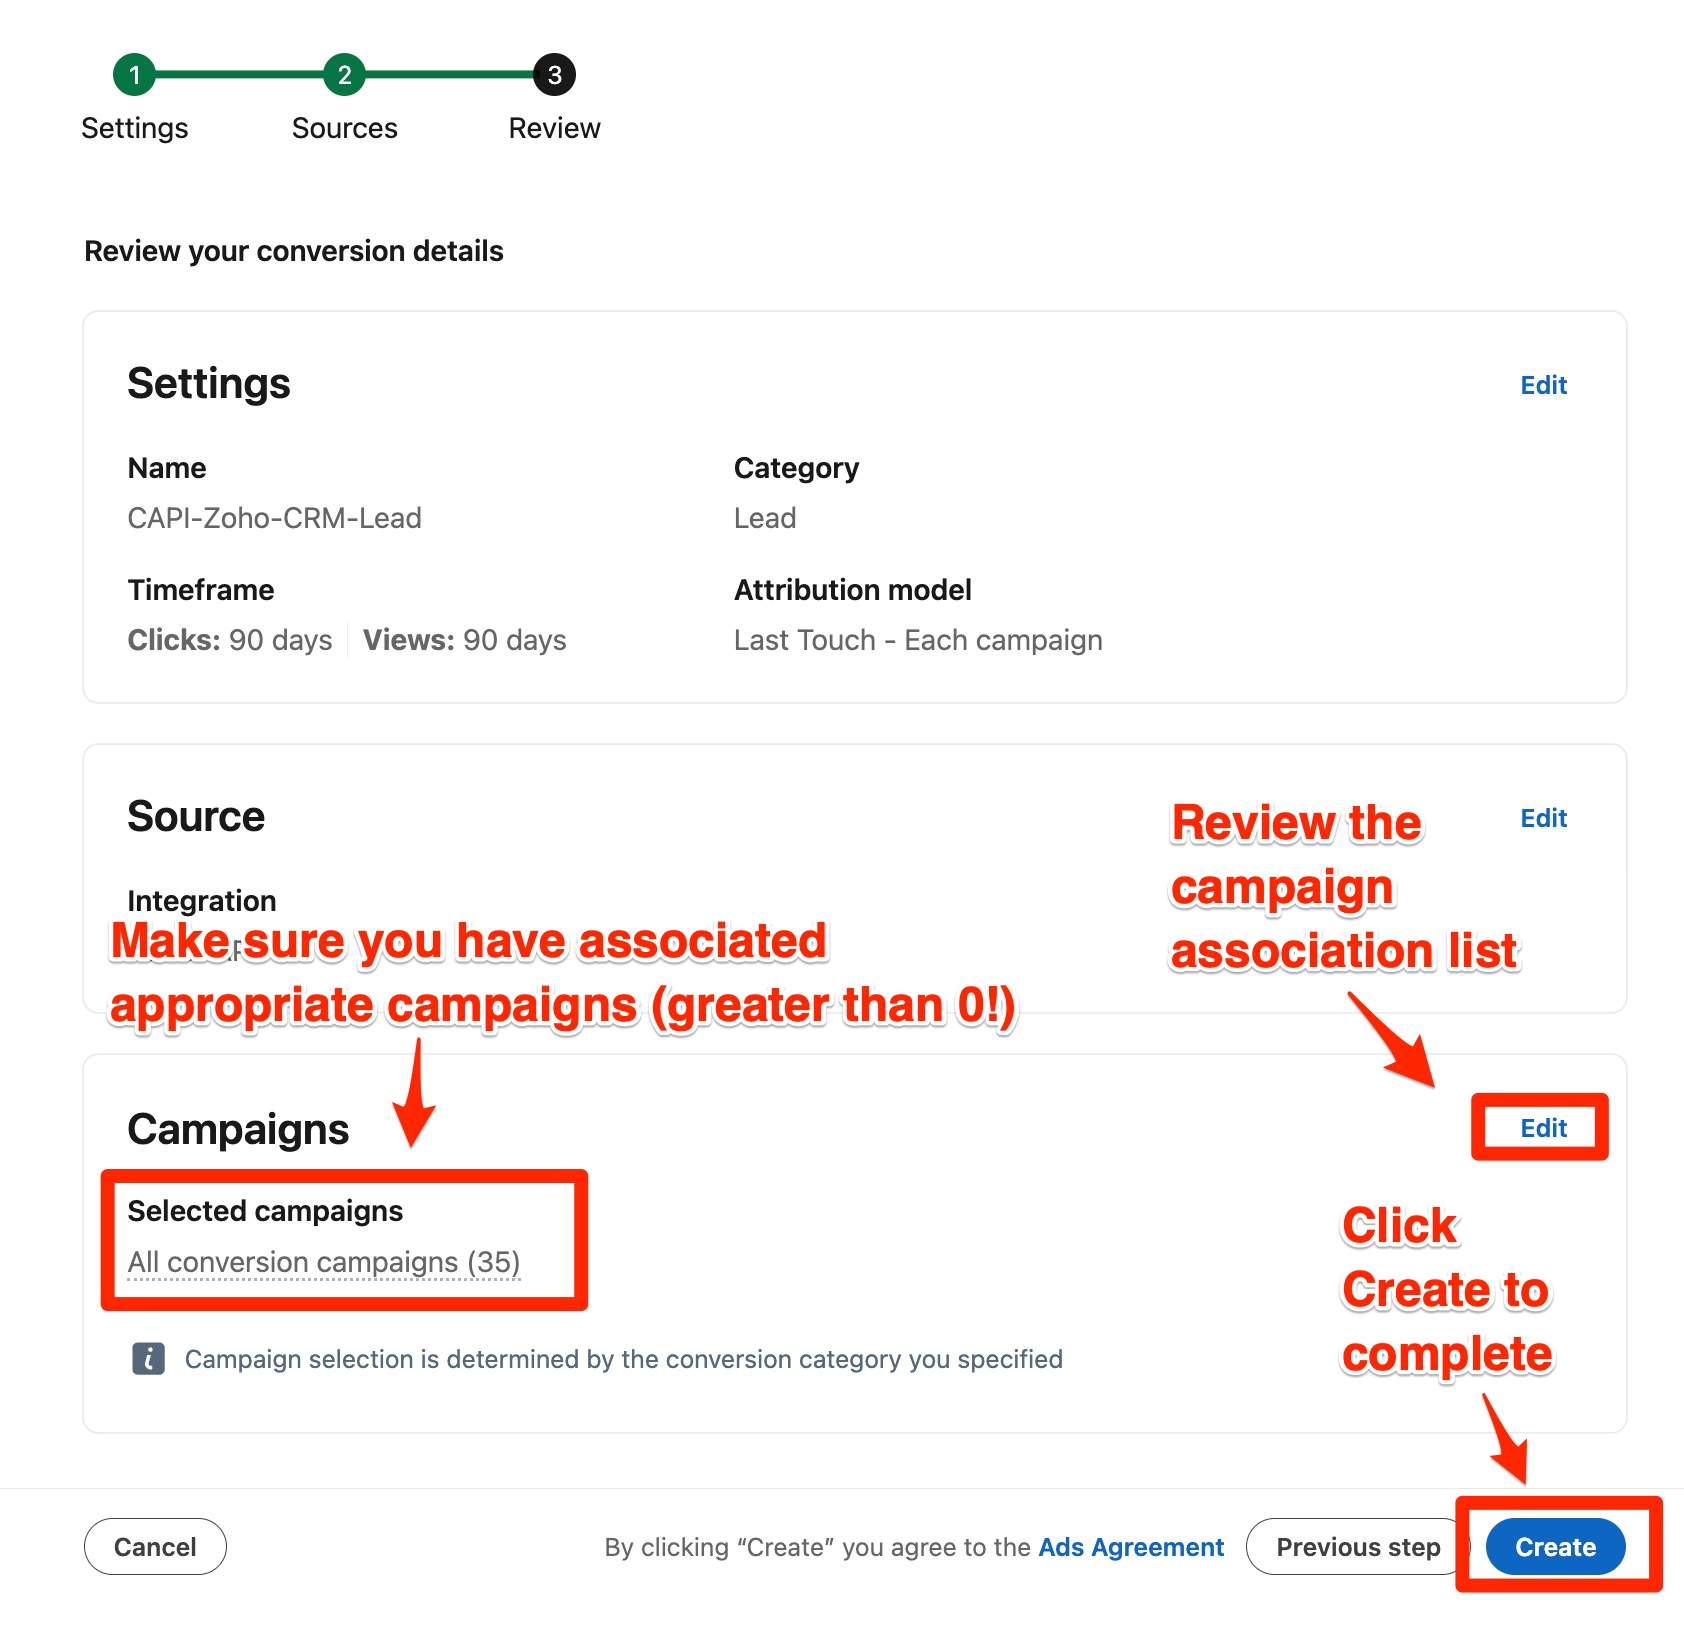 1 2 3
Settings Sources Review
Review your conversion details
Settings Edit
Name Category
CAPI-Zoho-CRM-Lead Lead
Timeframe Attribution model
Clicks: 90 days Views: 90 days Last Touch - Each campaign
Source Edit
Review the
campaign
association list
Integration
Make sure you have associated
appropriate campaigns (greater than 0!)
Campaigns Edit
Selected campaigns
All conversion campaigns (35)
Click
Create to
complete
i Campaign selection is determined by the conversion category you specified
Cancel By clicking “Create” you agree to the Ads Agreement Previous step Create